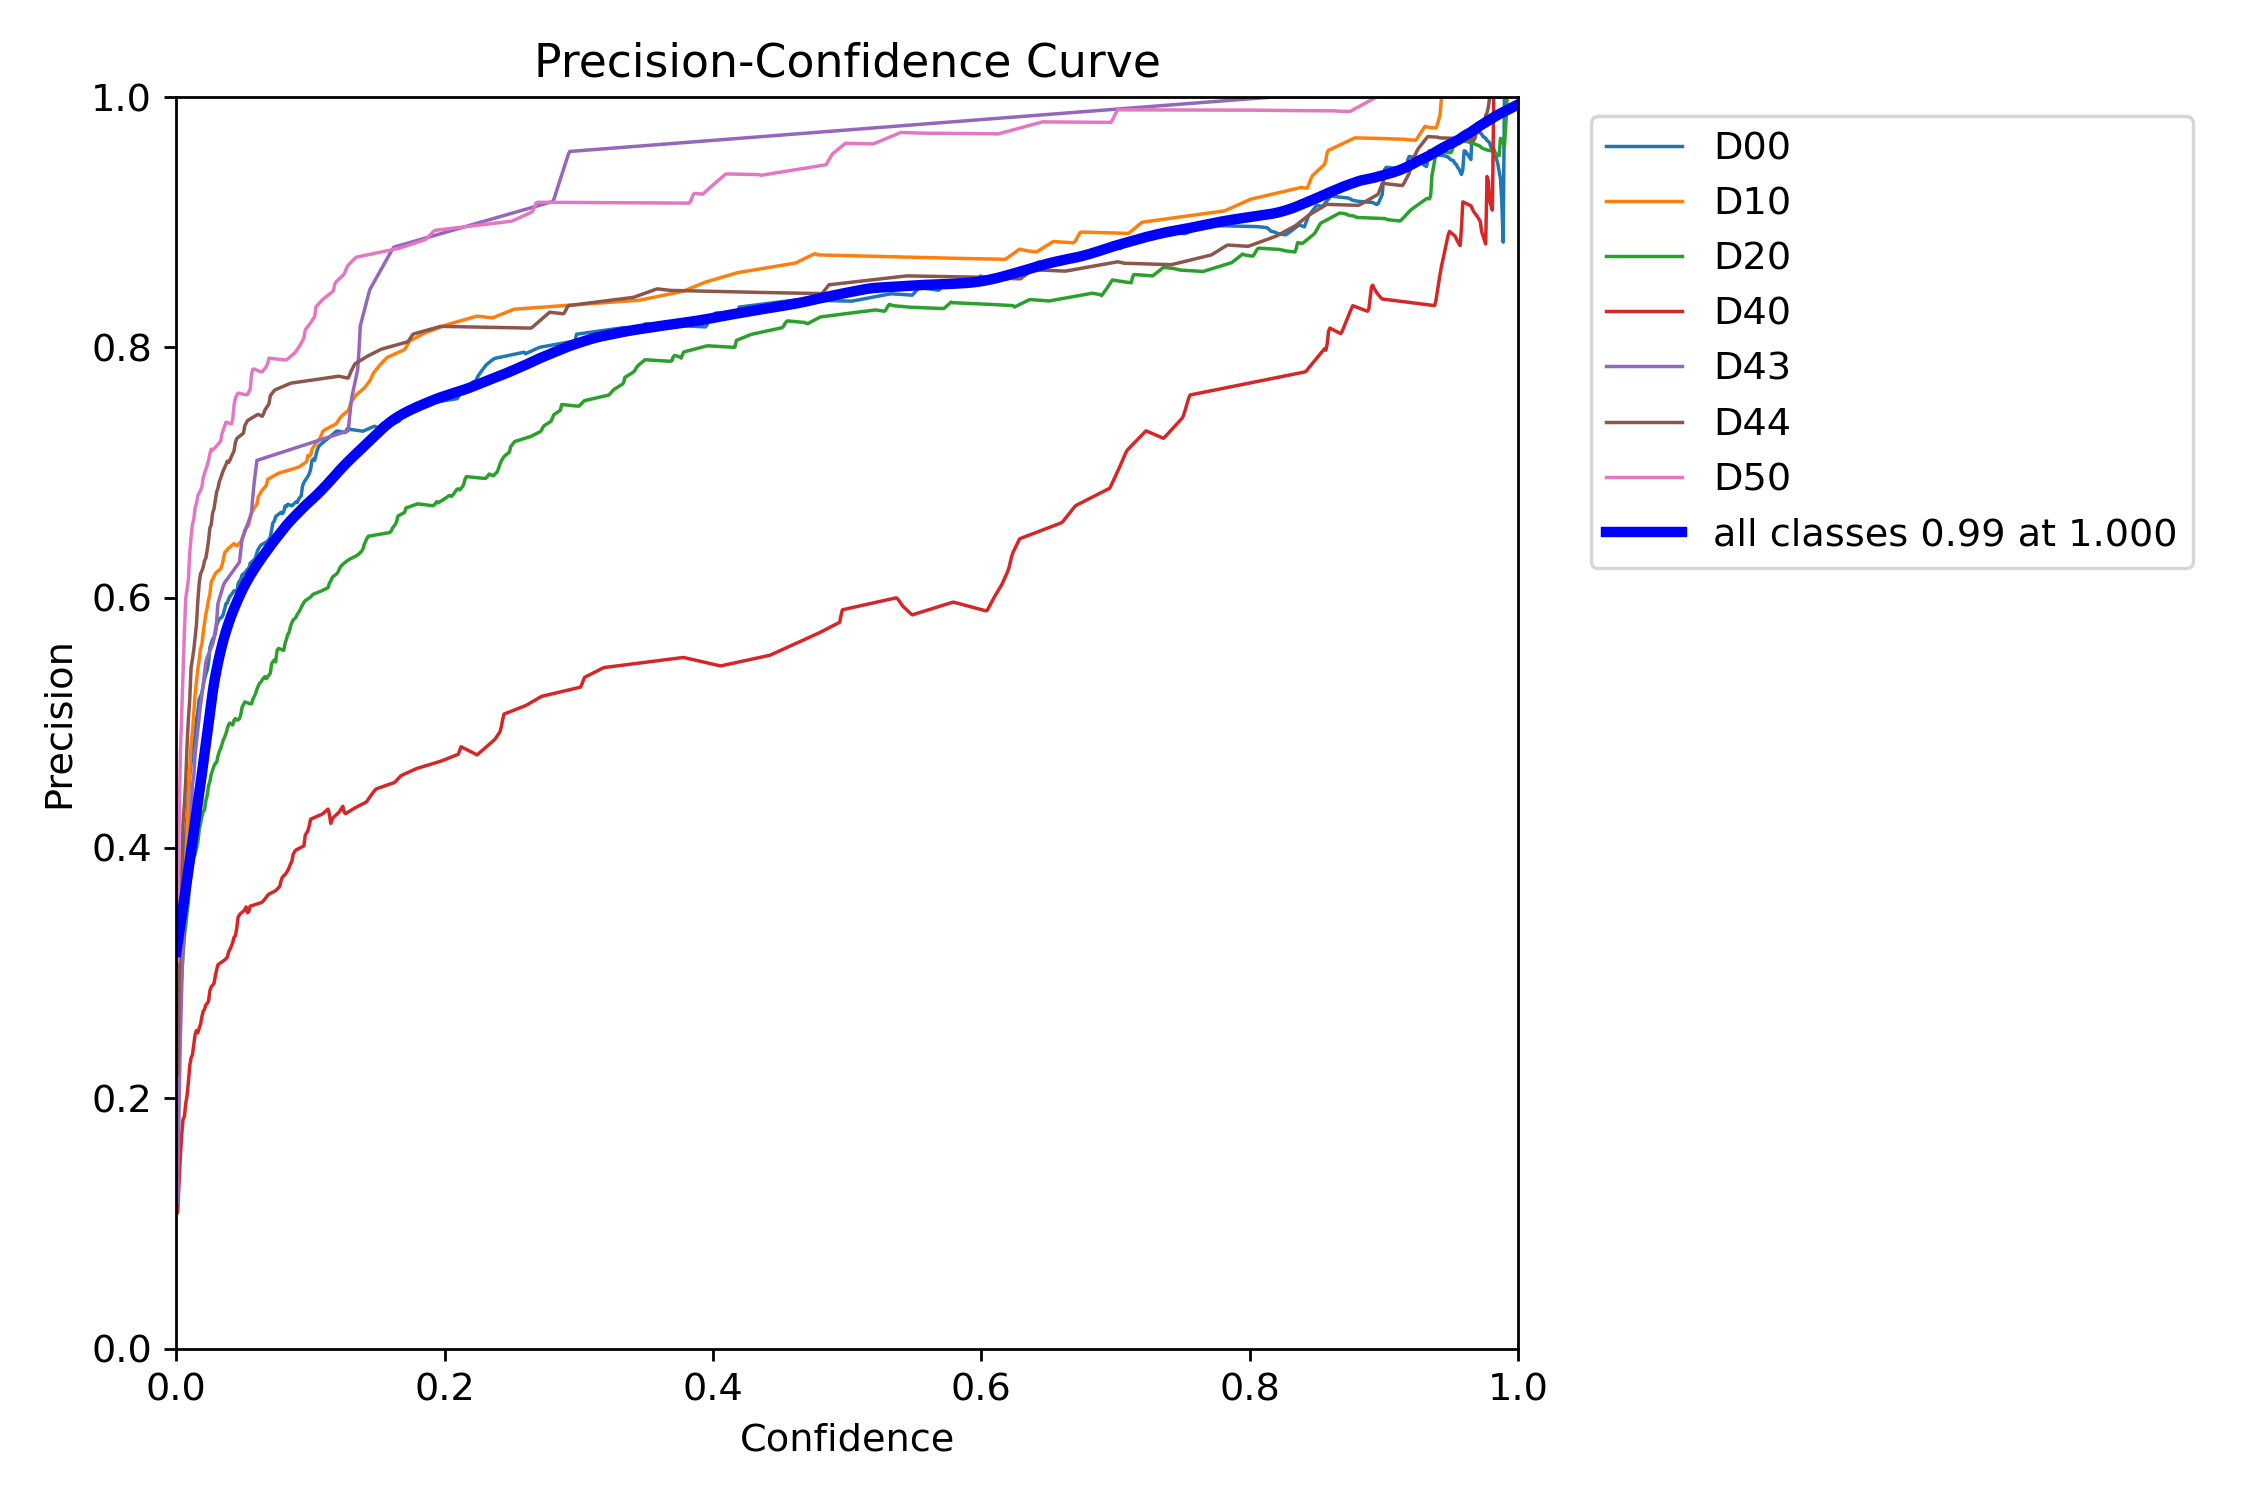 Precision-Confidence Curve
1.0
0.8
0.6
0.4
0.2
0.0
Precision
0.0 0.2 0.4 0.6 0.8 1.0
Confidence
D00
D10
D20
D40
D43
D44
D50
all classes 0.99 at 1.000